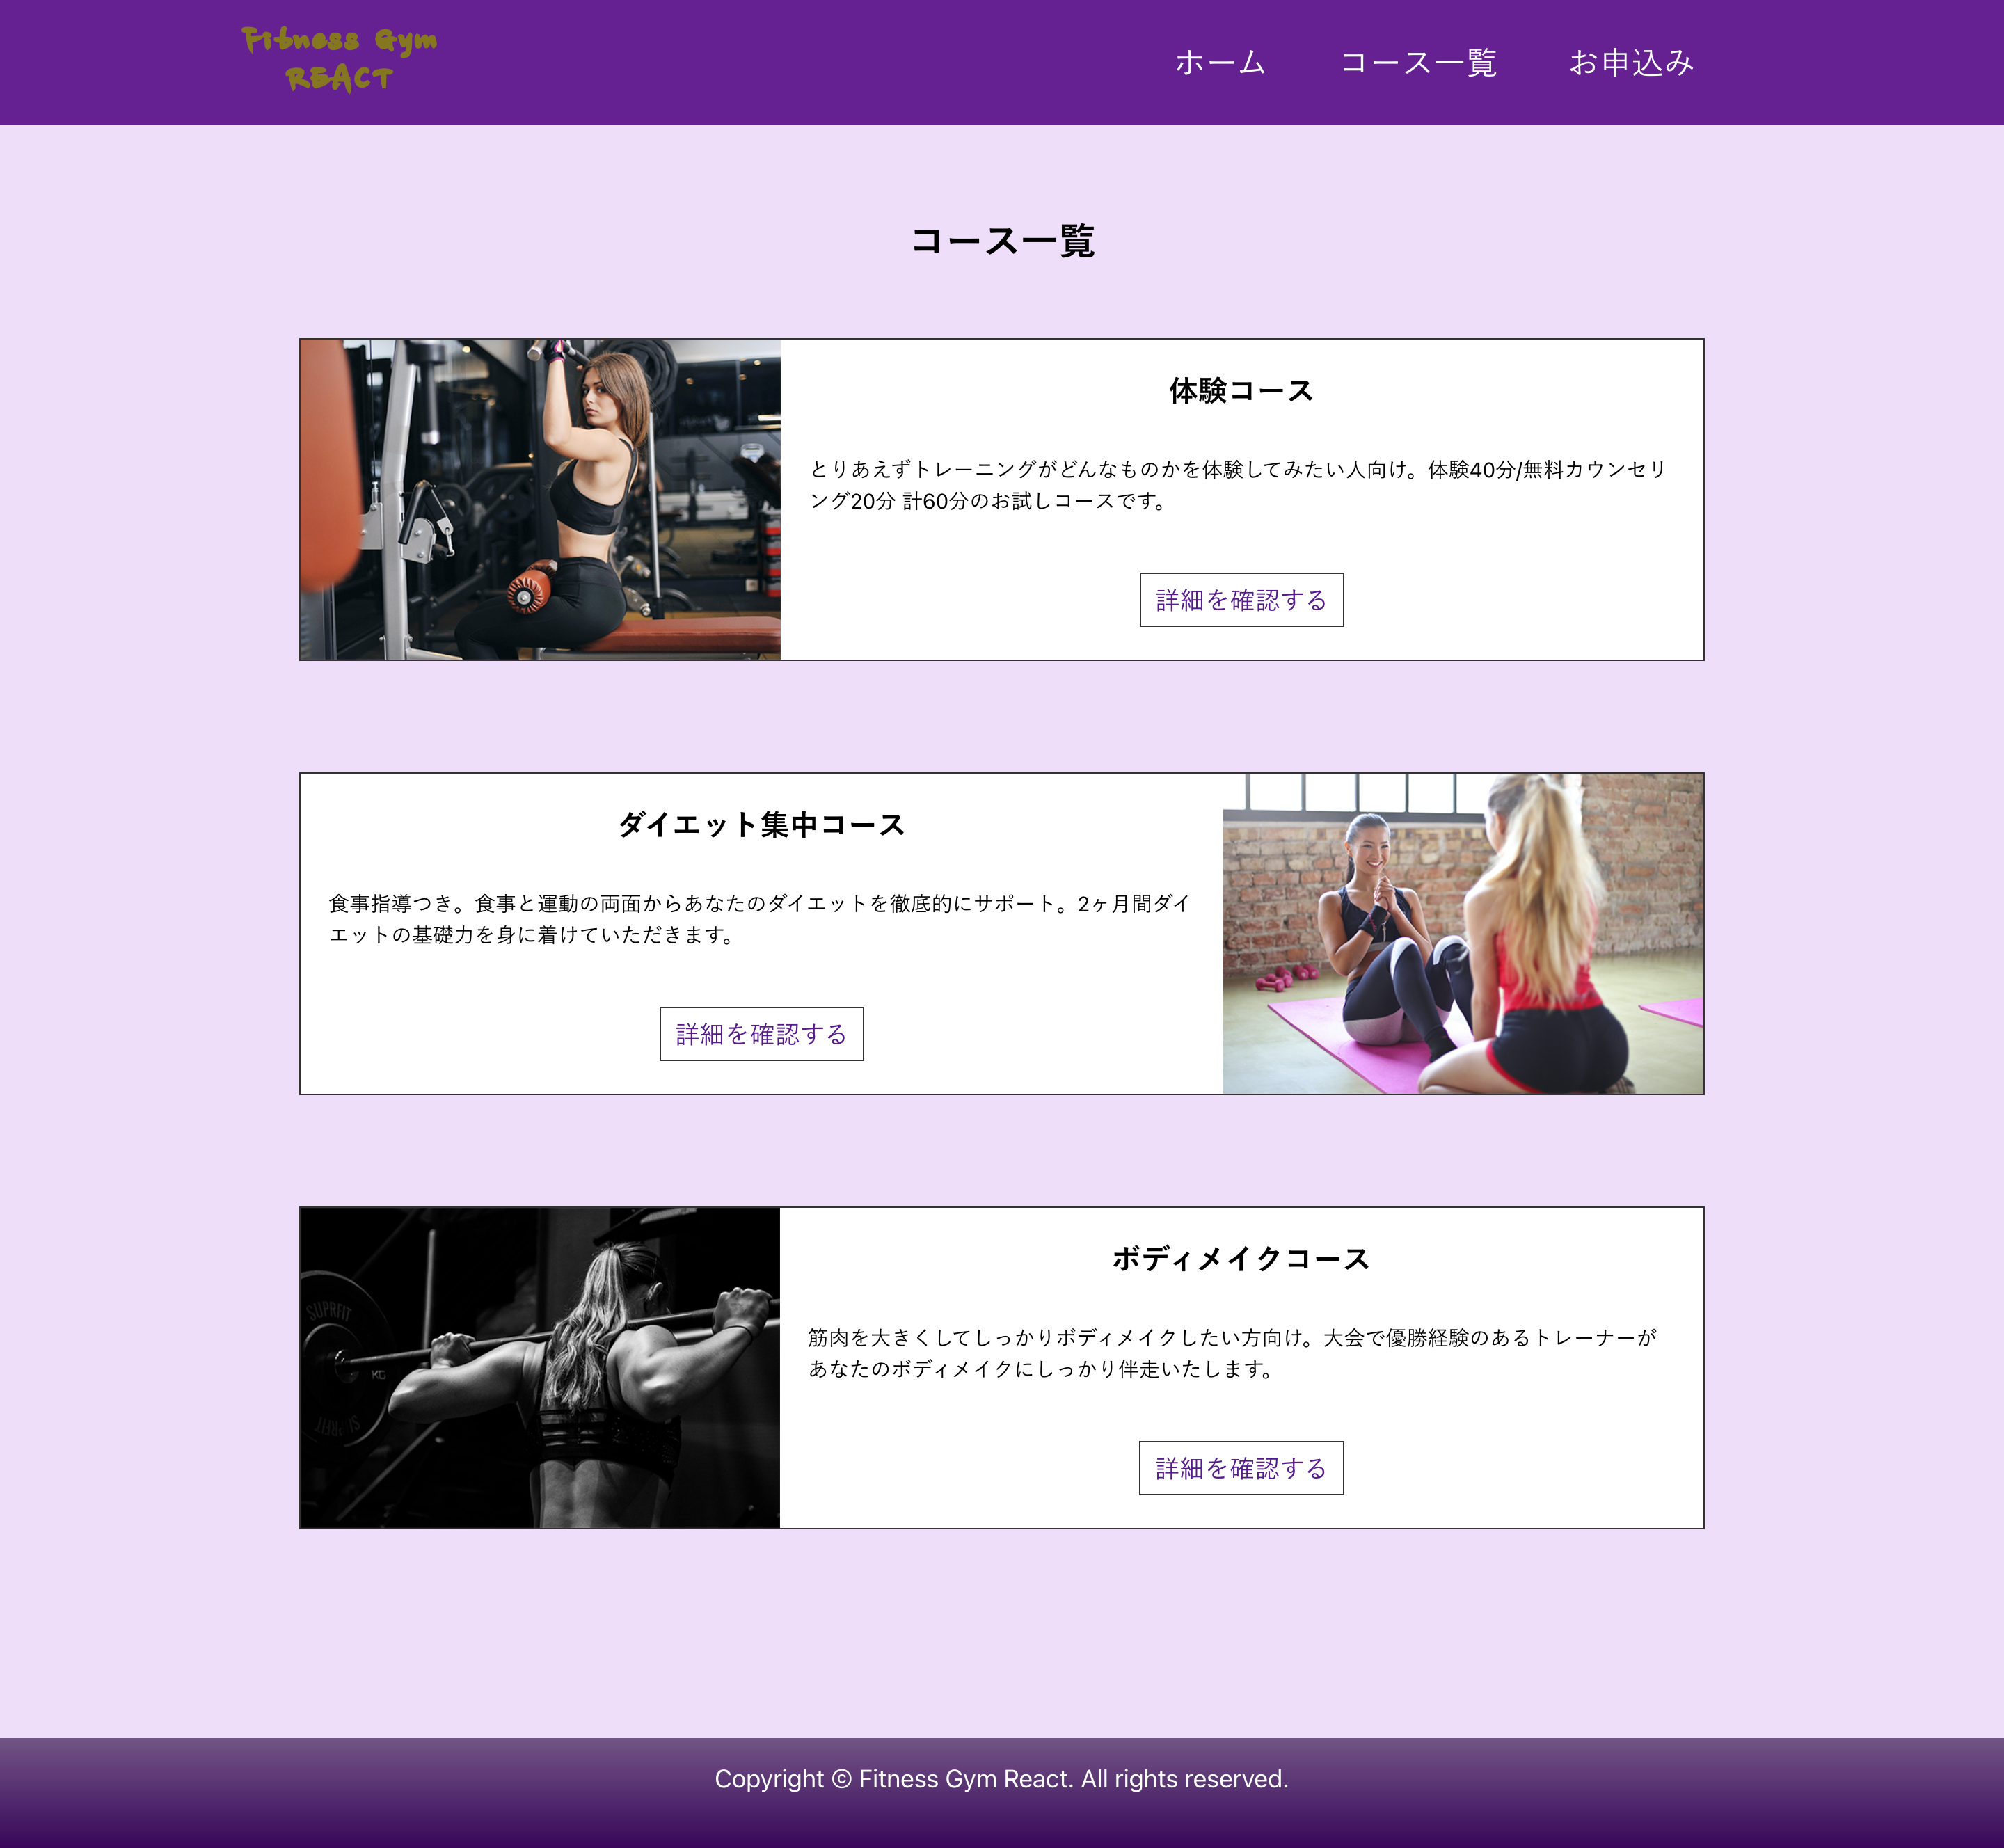 Fitness Gym
REACT
ホーム
コース一覧
お申込み
コース一覧
体験コース
とりあえずトレーニングがどんなものかを体験してみたい人向け。体験40分/無料カウンセリ
ング20分 計60分のお試しコースです。
詳細を確認する
ダイエット集中コース
食事指導つき。食事と運動の両面からあなたのダイエットを徹底的にサポート。2ヶ月間ダイ
エットの基礎力を身に着けていただきます。
詳細を確認する
SUPRFIT
KG
SUPRFIT
ボディメイクコース
筋肉を大きくしてしっかりボディメイクしたい方向け。大会で優勝経験のあるトレーナーが
あなたのボディメイクにしっかり伴走いたします。
詳細を確認する
Copyright © Fitness Gym React. All rights reserved.